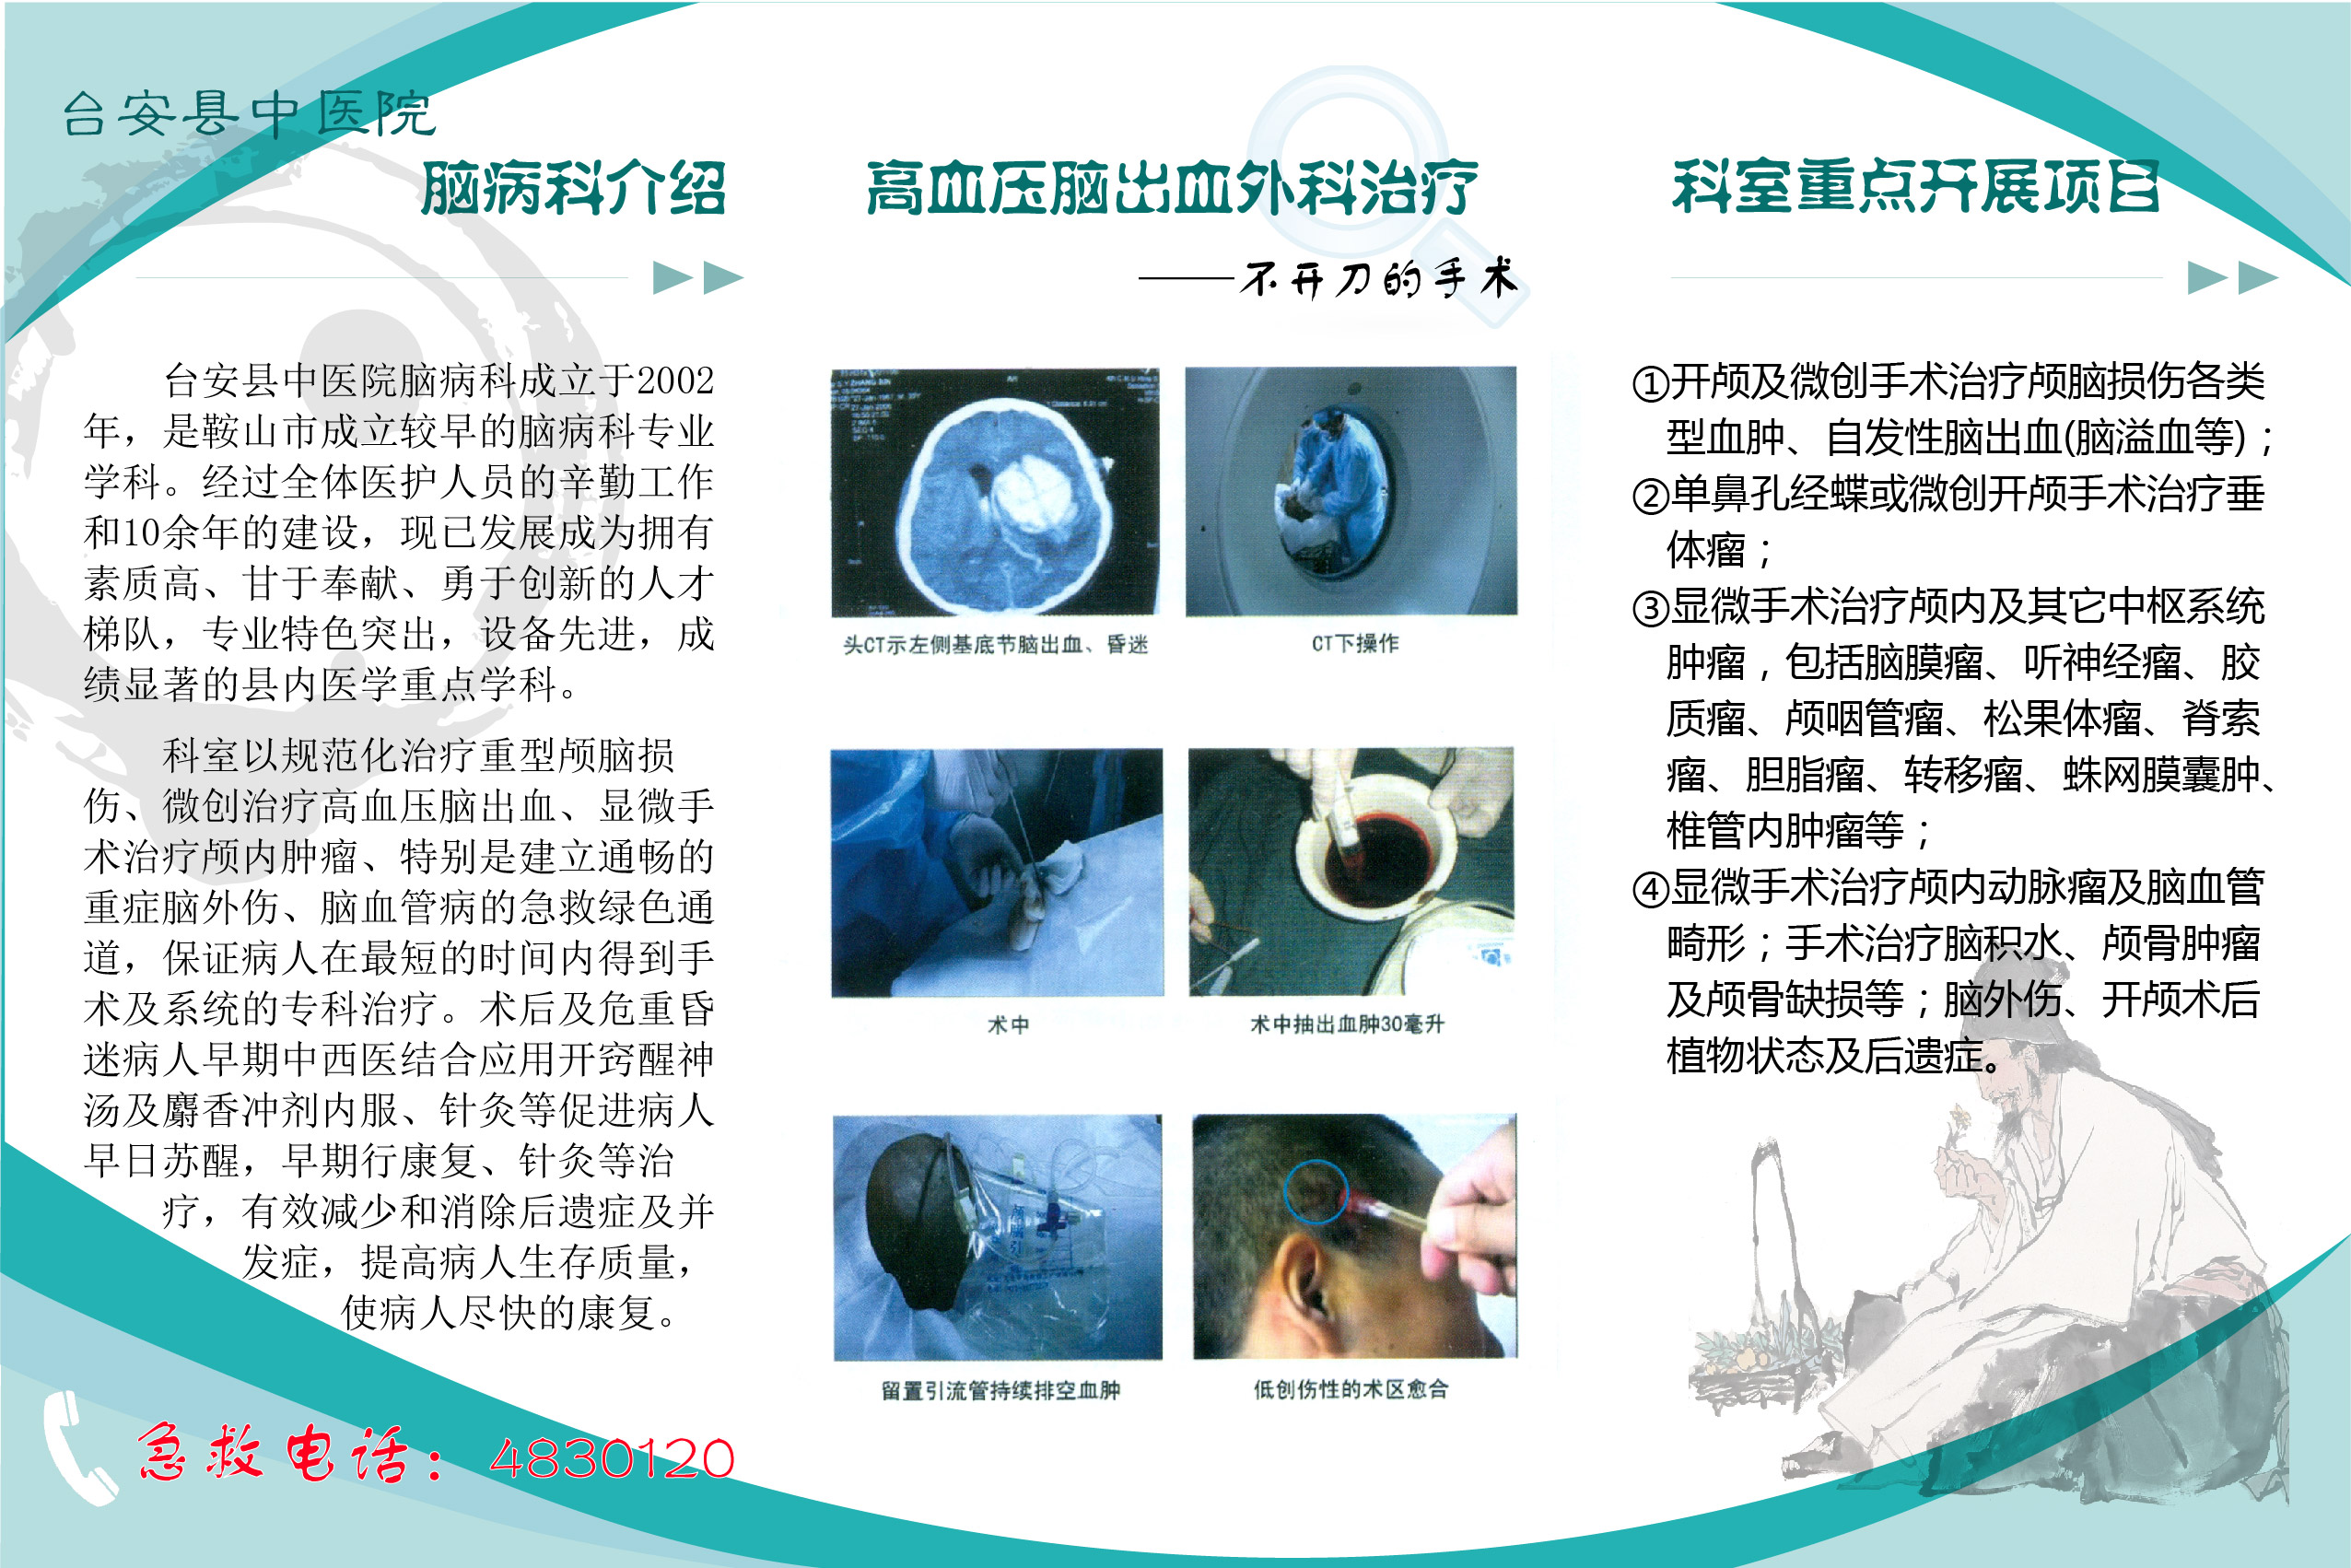 台安县中医院
脑病科介绍
台安县中医院脑病科成立于2002
年，是鞍山市成立较早的脑病科专业
学科。经过全体医护人员的辛勤工作
和10余年的建设，现已发展成为拥有
素质高、甘于奉献、勇于创新的人才
梯队，专业特色突出，设备先进，成
绩显著的县内医学重点学科。
科室以规范化治疗重型颅脑损
伤、微创治疗高血压脑出血、显微手
术治疗颅内肿瘤、特别是建立通畅的
重症脑外伤、脑血管病的急救绿色通
道，保证病人在最短的时间内得到手
术及系统的专科治疗。术后及危重昏
迷病人早期中西医结合应用开窍醒神
汤及麝香冲剂内服、针灸等促进病人
早日苏醒，早期行康复、针灸等治
疗，有效减少和消除后遗症及并
发症，提高病人生存质量，
使病人尽快的康复。
急救电话：4830120
高血压脑出血外科治疗
——不开刀的手术
头CT示左侧基底节脑出血、昏迷
CT下操作
术中
术中抽出血肿30毫升
留置引流管持续排空血肿
低创伤性的术区愈合
科室重点开展项目
①开颅及微创手术治疗颅脑损伤各类
型血肿、自发性脑出血(脑溢血等)；
②单鼻孔经蝶或微创开颅手术治疗垂
体瘤；
③显微手术治疗颅内及其它中枢系统
肿瘤，包括脑膜瘤、听神经瘤、胶
质瘤、颅咽管瘤、松果体瘤、脊索
瘤、胆脂瘤、转移瘤、蛛网膜囊肿、
椎管内肿瘤等；
④显微手术治疗颅内动脉瘤及脑血管
畸形；手术治疗脑积水、颅骨肿瘤
及颅骨缺损等；脑外伤、开颅术后
植物状态及后遗症。